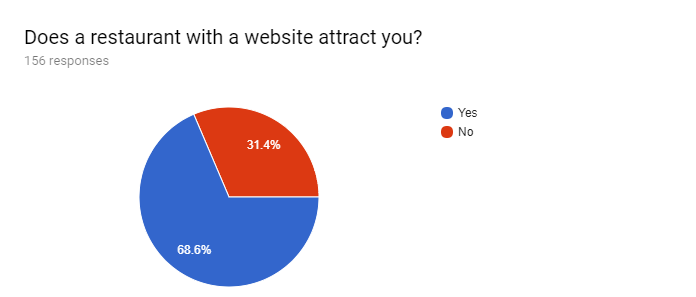 Does a restaurant with a website attract you?
156 responses
Yes
No
31.4%
68.6%